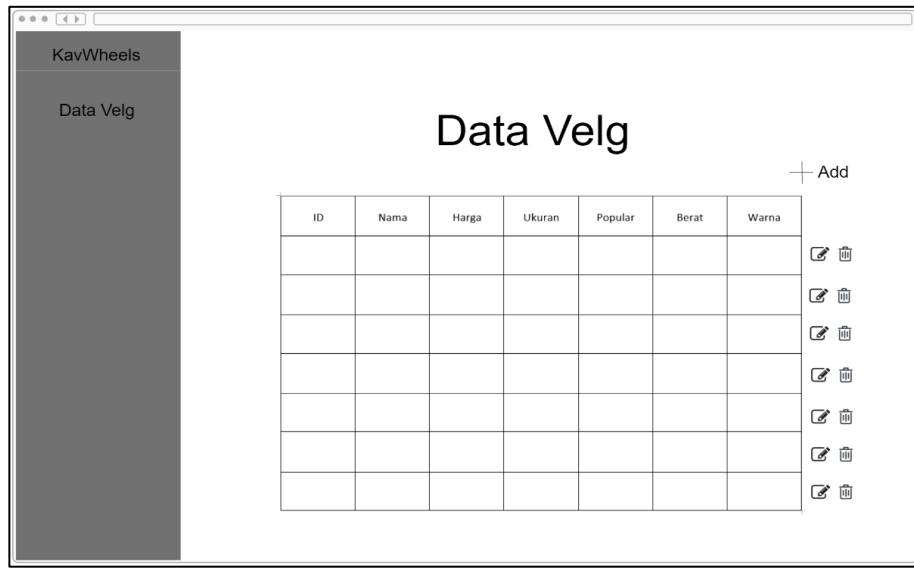 KavWheels
Data Velg
Data Velg
Add
ID Nama Harga Ukuran Popular Berat Warna